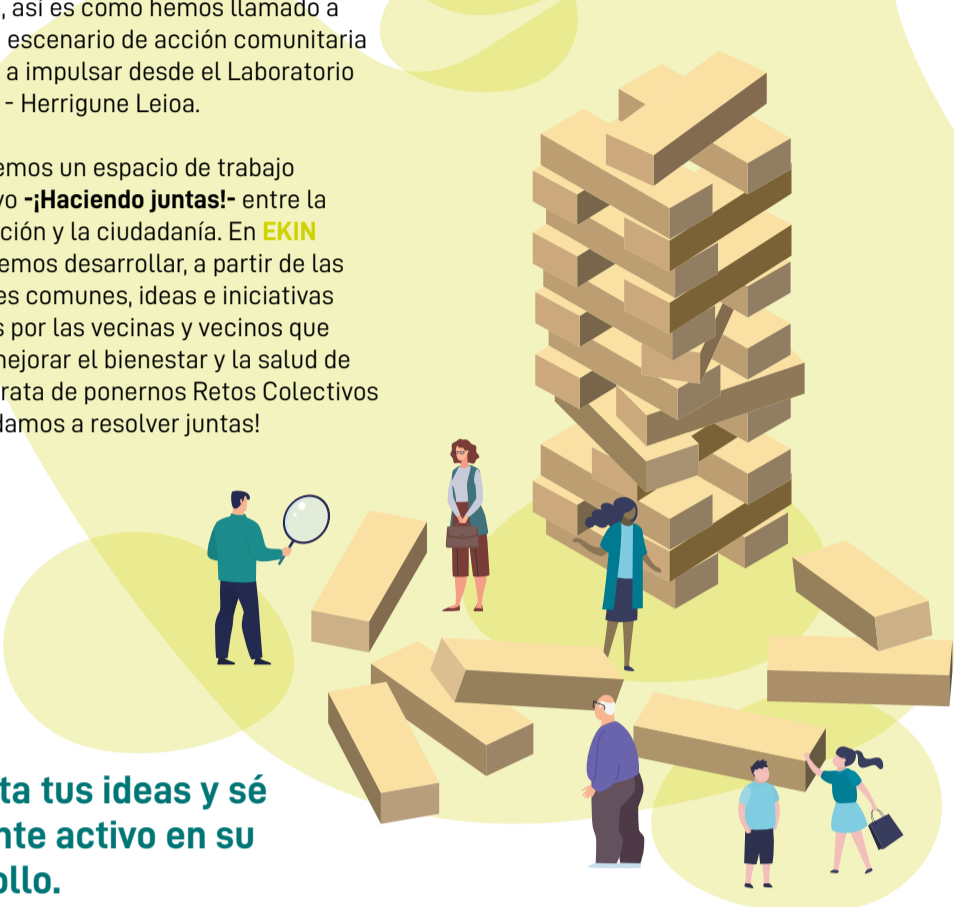 , así es como hemos llamado a
escenario de acción comunitaria
a impulsar desde el Laboratorio
- Herrigune Leioa.
emos un espacio de trabajo
vo -¡Haciendo juntas!- entre la
ción y la ciudadanía. En EKIN
emos desarrollar, a partir de las
es comunes, ideas e iniciativas
s por las vecinas y vecinos que
mejorar el bienestar y la salud de
rata de ponernos Retos Colectivos
damos a resolver juntas!
ta tus ideas y sé
nte activo en su
ollo.